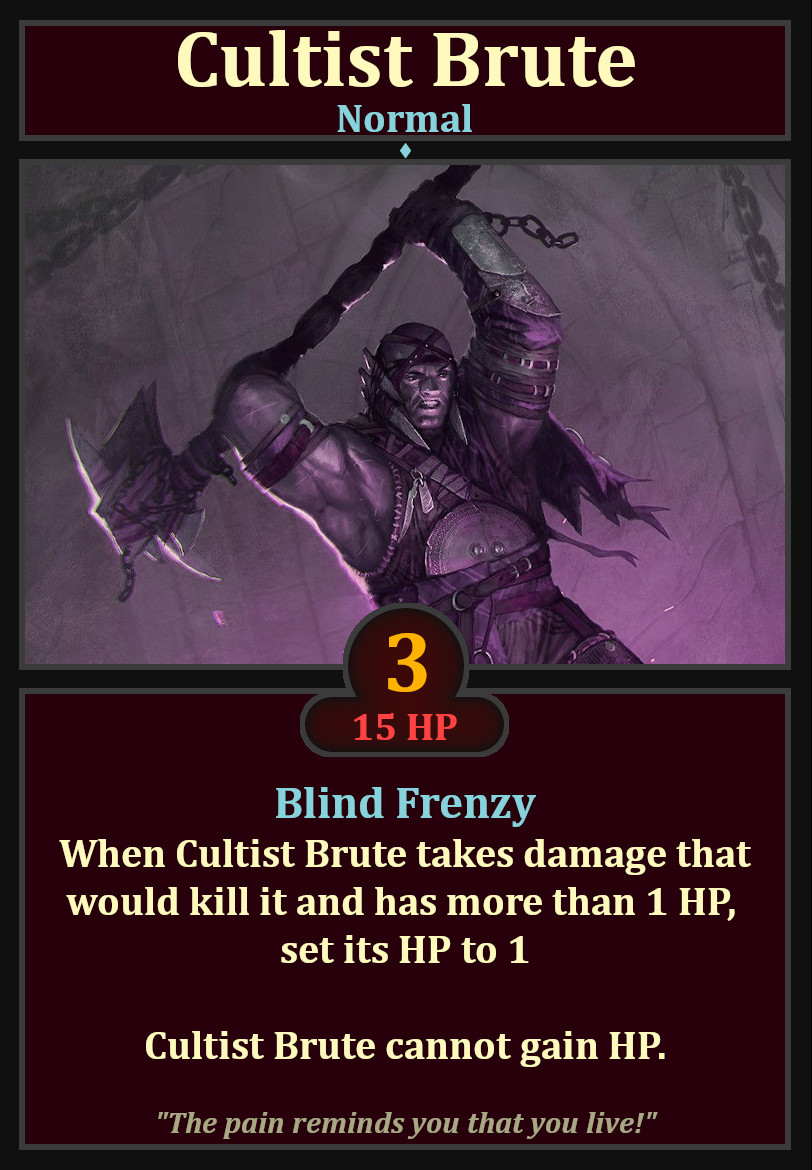 Cultist Brute
Normal
3
15 HP
Blind Frenzy
When Cultist Brute takes damage that
would kill it and has more than 1 HP,
set its HP to 1
Cultist Brute cannot gain HP.
"The pain reminds you that you live!"